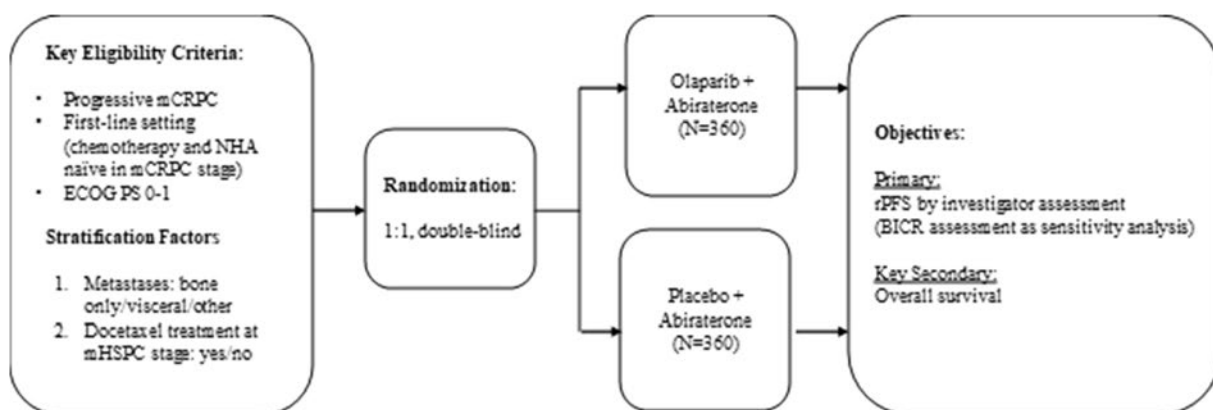 Key Eligibility Criteria:
• Progressive mCRPC
• First-line setting
(chemotherapy and NHA
naïve in mCRPC stage)
• ECOG PS 0-1
Stratification Factors
1. Metastases: bone
only/visceral/other
2. Docetaxel treatment at
mHSPC stage: yes/no
Randomization:
1:1, double-blind
Olaparib +
Abiraterone
(N=360)
Placebo +
Abiraterone
(N=360)
Objectives:
Primary:
rPFS by investigator assessment
(BICR assessment as sensitivity analysis)
Key Secondary:
Overall survival